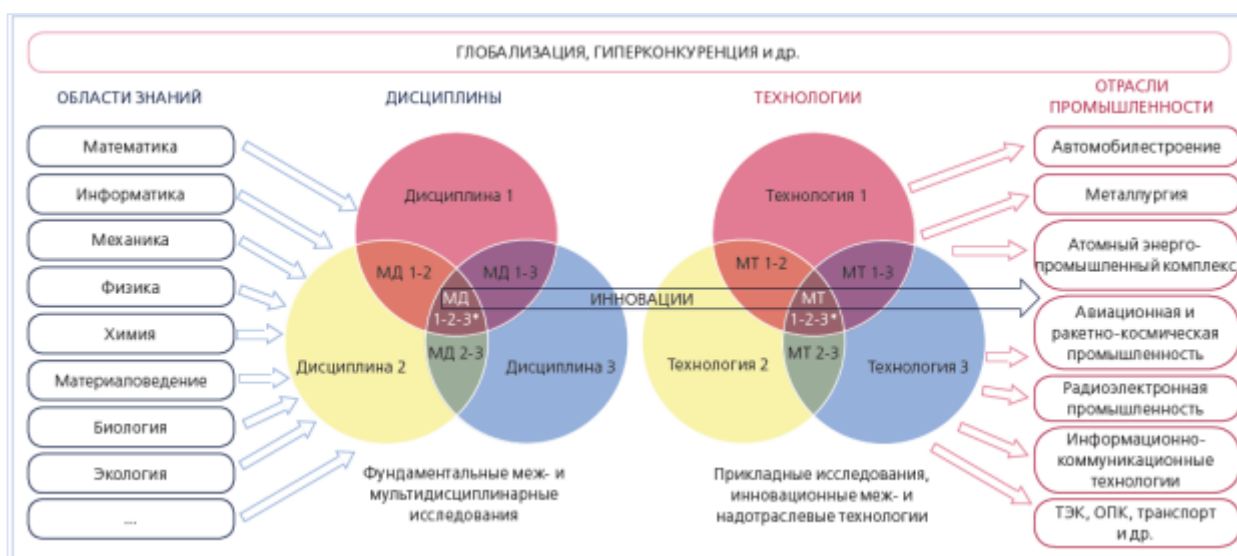 ГЛОБАЛИЗАЦИЯ, ГИПЕРКОНКУРЕНЦИЯ и др.
ОБЛАСТИ ЗНАНИЙ
Математика
Информатика
Механика
Физика
Химия
Материаловедение
Биология
Экология
...
ДИСЦИПЛИНЫ
Дисциплина 1
МД 1-2
МД 1-3
МД
1-2-3*
МД 2-3
Дисциплина 2
Дисциплина 3
Фундаментальные меж- и
мультидисциплинарные
исследования
ИННОВАЦИИ
ТЕХНОЛОГИИ
Технология 1
МТ 1-2
МТ 1-3
МТ
1-2-3*
МТ 2-3
Технология 2
Технология 3
Прикладные исследования,
инновационные меж- и
надотраслевые технологии
ОТРАСЛИ
ПРОМЫШЛЕННОСТИ
Автомобилестроение
Металлургия
Атомный энерго-
промышленный комплекс
Авиационная и
ракетно-космическая
промышленность
Радиоэлектронная
промышленность
Информационно-
коммуникационные
технологии
ТЭК, ОПК, транспорт
и др.